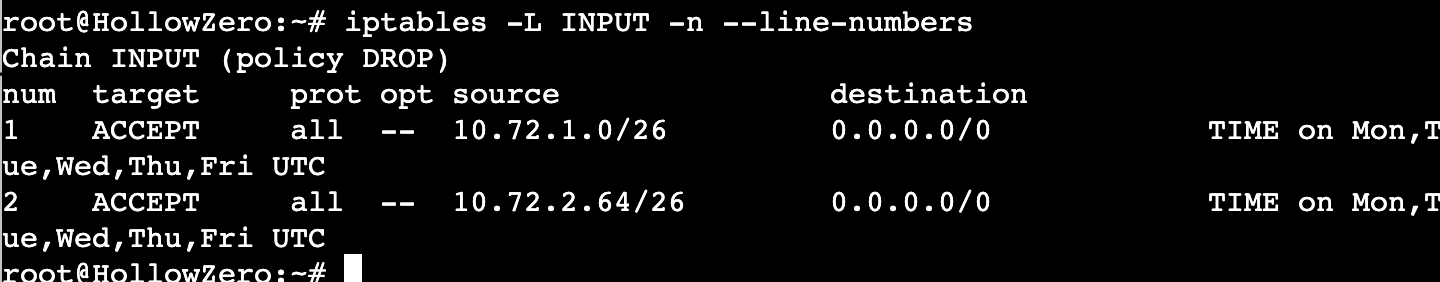 root@HollowZero:~# iptables -L INPUT -n --line-numbers
Chain INPUT (policy DROP)
num  target     prot opt source               destination
1    ACCEPT     all  --  10.72.1.0/26         0.0.0.0/0            TIME on Mon,T
ue,Wed,Thu,Fri UTC
2    ACCEPT     all  --  10.72.2.64/26        0.0.0.0/0            TIME on Mon,T
ue,Wed,Thu,Fri UTC
root@HollowZero:~#